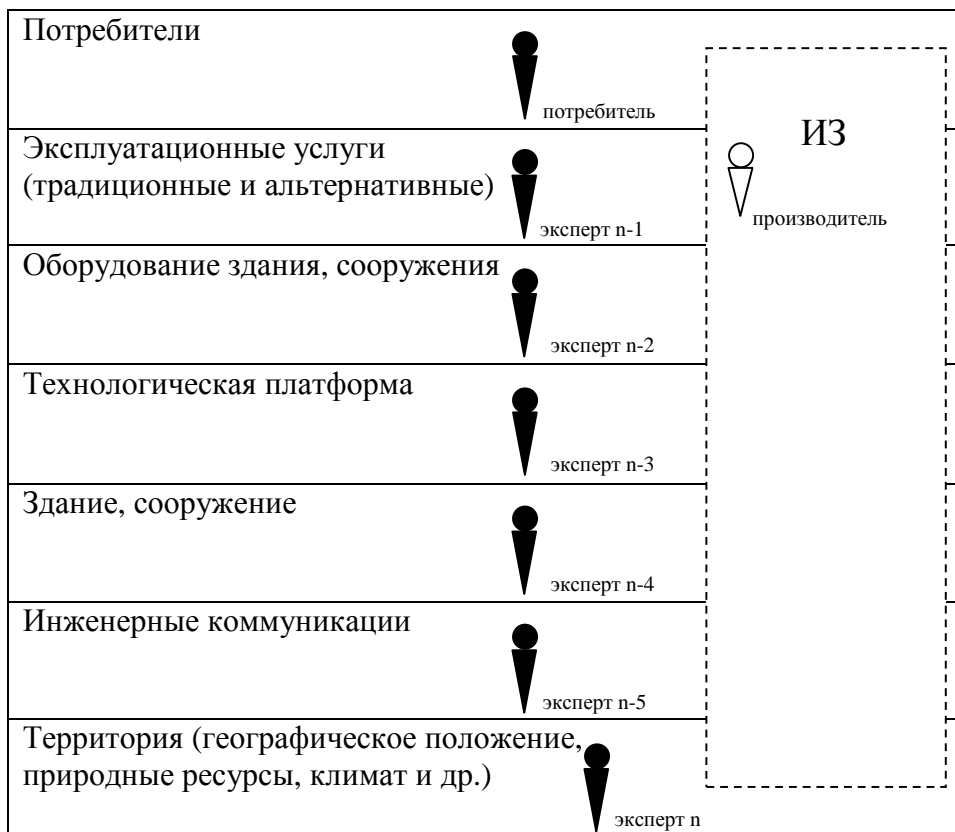 Потребители
потребитель
ИЗ
производитель
Эксплуатационные услуги
(традиционные и альтернативные)
эксперт n-1
Оборудование здания, сооружения
эксперт n-2
Технологическая платформа
эксперт n-3
Здание, сооружение
эксперт n-4
Инженерные коммуникации
эксперт n-5
Территория (географическое положение,
природные ресурсы, климат и др.)
эксперт n